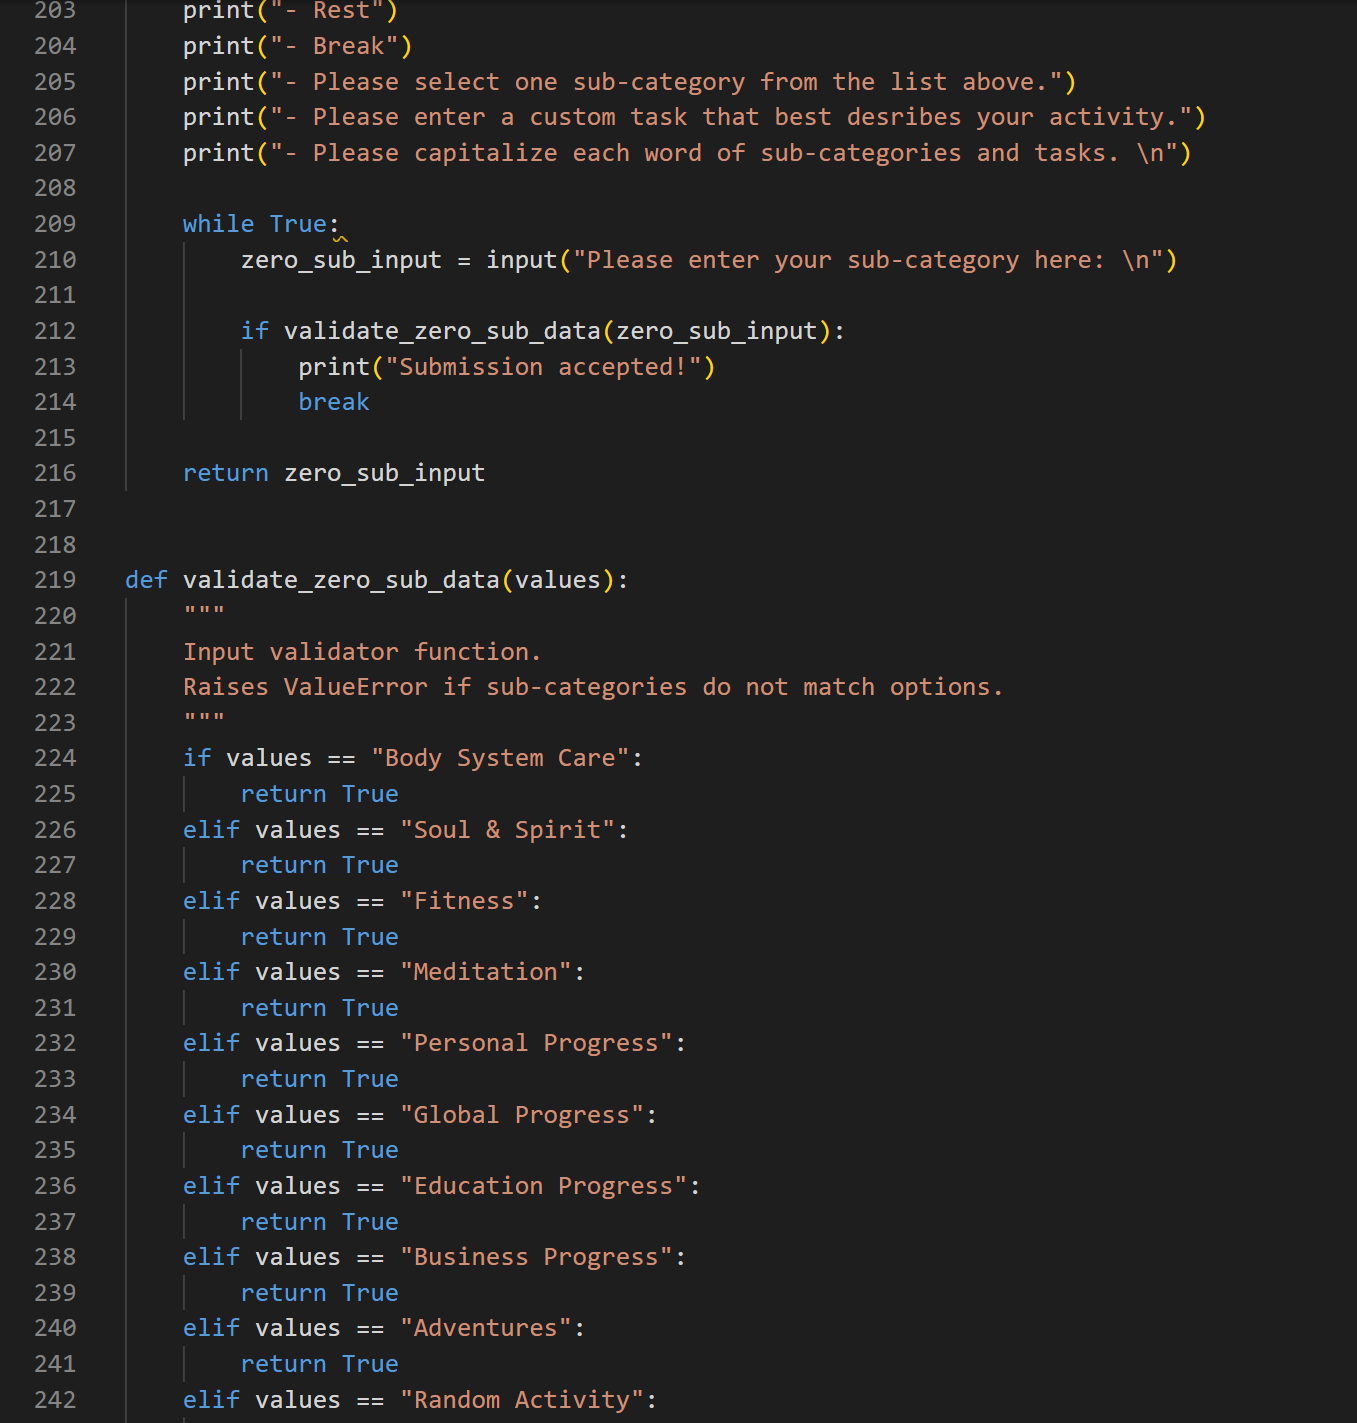 203 print("- Rest")
204 print("- Break")
205 print("- Please select one sub-category from the list above.")
206 print("- Please enter a custom task that best desribes your activity.")
207 print("- Please capitalize each word of sub-categories and tasks. \n")
208
209 while True:
210 zero_sub_input = input("Please enter your sub-category here: \n")
211
212 if validate_zero_sub_data(zero_sub_input):
213 print("Submission accepted!")
214 break
215
216 return zero_sub_input
217
218
219 def validate_zero_sub_data(values):
220 """
221 Input validator function.
222 Raises ValueError if sub-categories do not match options.
223 """
224 if values == "Body System Care":
225 return True
226 elif values == "Soul & Spirit":
227 return True
228 elif values == "Fitness":
229 return True
230 elif values == "Meditation":
231 return True
232 elif values == "Personal Progress":
233 return True
234 elif values == "Global Progress":
235 return True
236 elif values == "Education Progress":
237 return True
238 elif values == "Business Progress":
239 return True
240 elif values == "Adventures":
241 return True
242 elif values == "Random Activity":